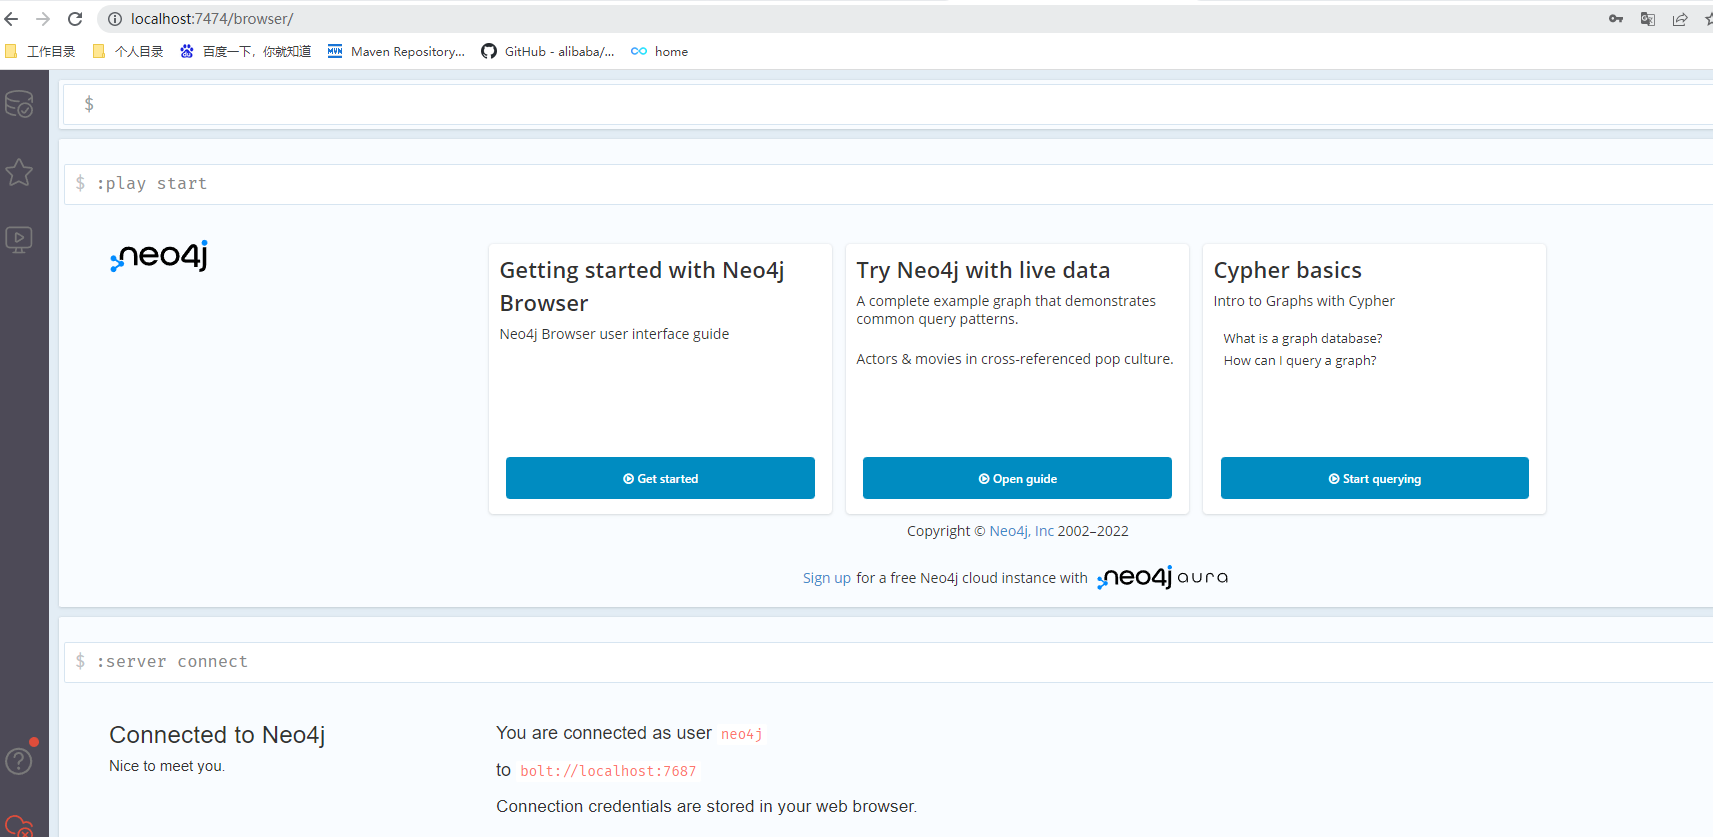 localhost:7474/browser/
工作目录 个人目录 百度一下，你就知道 MVN Maven Repository... GitHub - alibaba/... home
$
$ :play start
neo4j
Getting started with Neo4j
Browser
Neo4j Browser user interface guide
Get started
Try Neo4j with live data
A complete example graph that demonstrates
common query patterns.
Actors & movies in cross-referenced pop culture.
Open guide
Cypher basics
Intro to Graphs with Cypher
What is a graph database?
How can I query a graph?
Start querying
Copyright © Neo4j, Inc 2002–2022
Sign up for a free Neo4j cloud instance with neo4j aura
$ :server connect
Connected to Neo4j
Nice to meet you.
You are connected as user neo4j
to bolt://localhost:7687
Connection credentials are stored in your web browser.